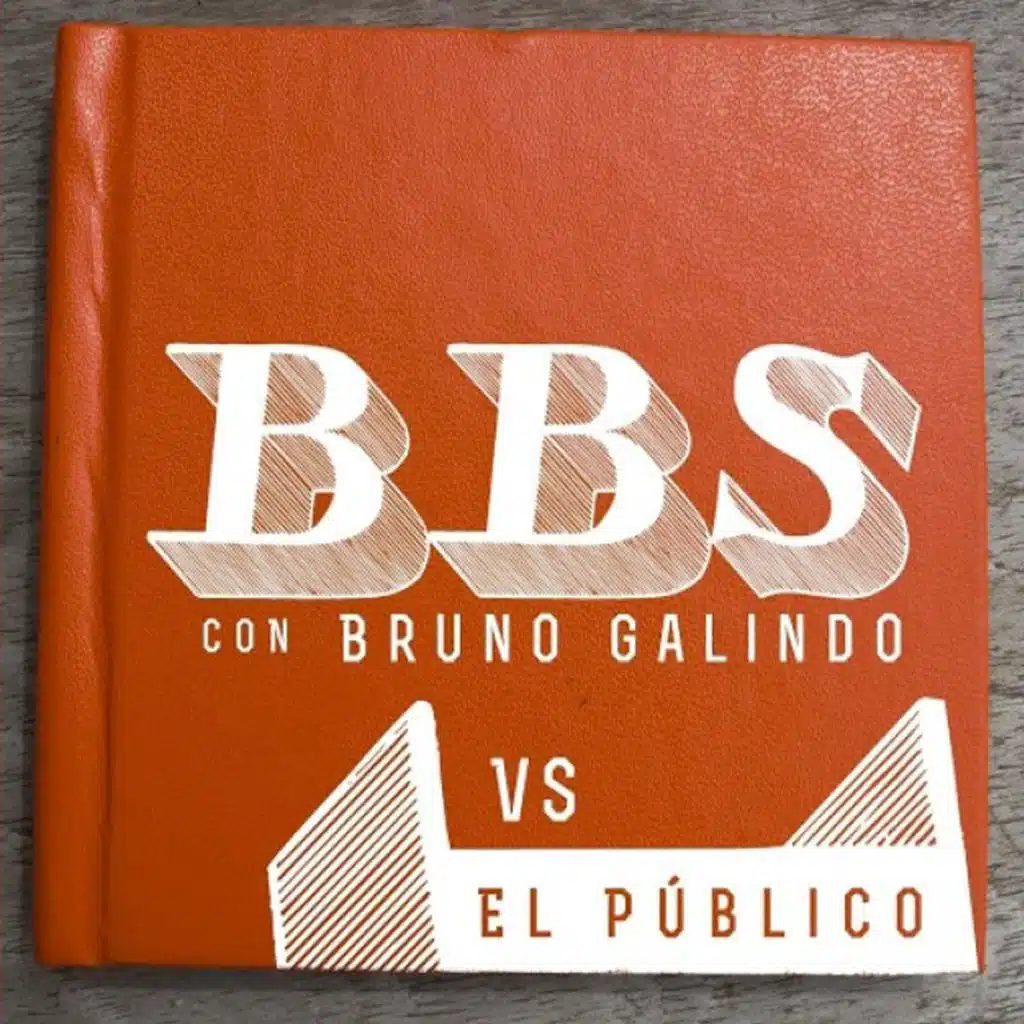 BBS
CON BRUNO GALINDO
VS
EL PÚBLICO